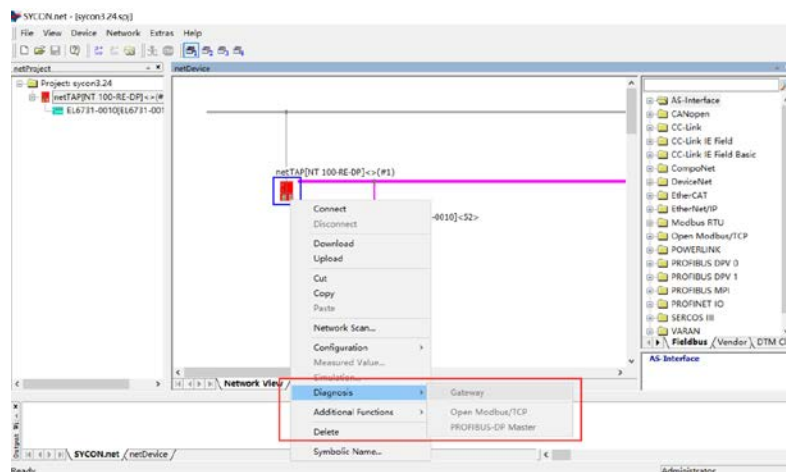 SYCON.net - [sycon3.24.spj]
File View Device Network Extras Help
netProject
netDevice
Project: sycon3.24
netTAP[NT 100-RE-DP]<>(#
EL6731-0010[EL6731-001
netTAP[NT 100-RE-DP]<>(#1)
-0010]<52>
Connect
Disconnect
Download
Upload
Cut
Copy
Paste
Network Scan...
Configuration
Measured Value...
Simulation...
Diagnosis
Additional Functions
Delete
Symbolic Name...
Gateway
Open Modbus/TCP
PROFIBUS-DP Master
AS-Interface
CANopen
CC-Link
CC-Link IE Field
CC-Link IE Field Basic
CompoNet
DeviceNet
EtherCAT
EtherNet/IP
Modbus RTU
Open Modbus/TCP
POWERLINK
PROFIBUS DPV 0
PROFIBUS DPV 1
PROFIBUS MPI
PROFINET IO
SERCOS III
VARAN
Fieldbus Vendor DTM Cl
AS-Interface
Network View
SYCON.net netDevice
Ready
Administrator